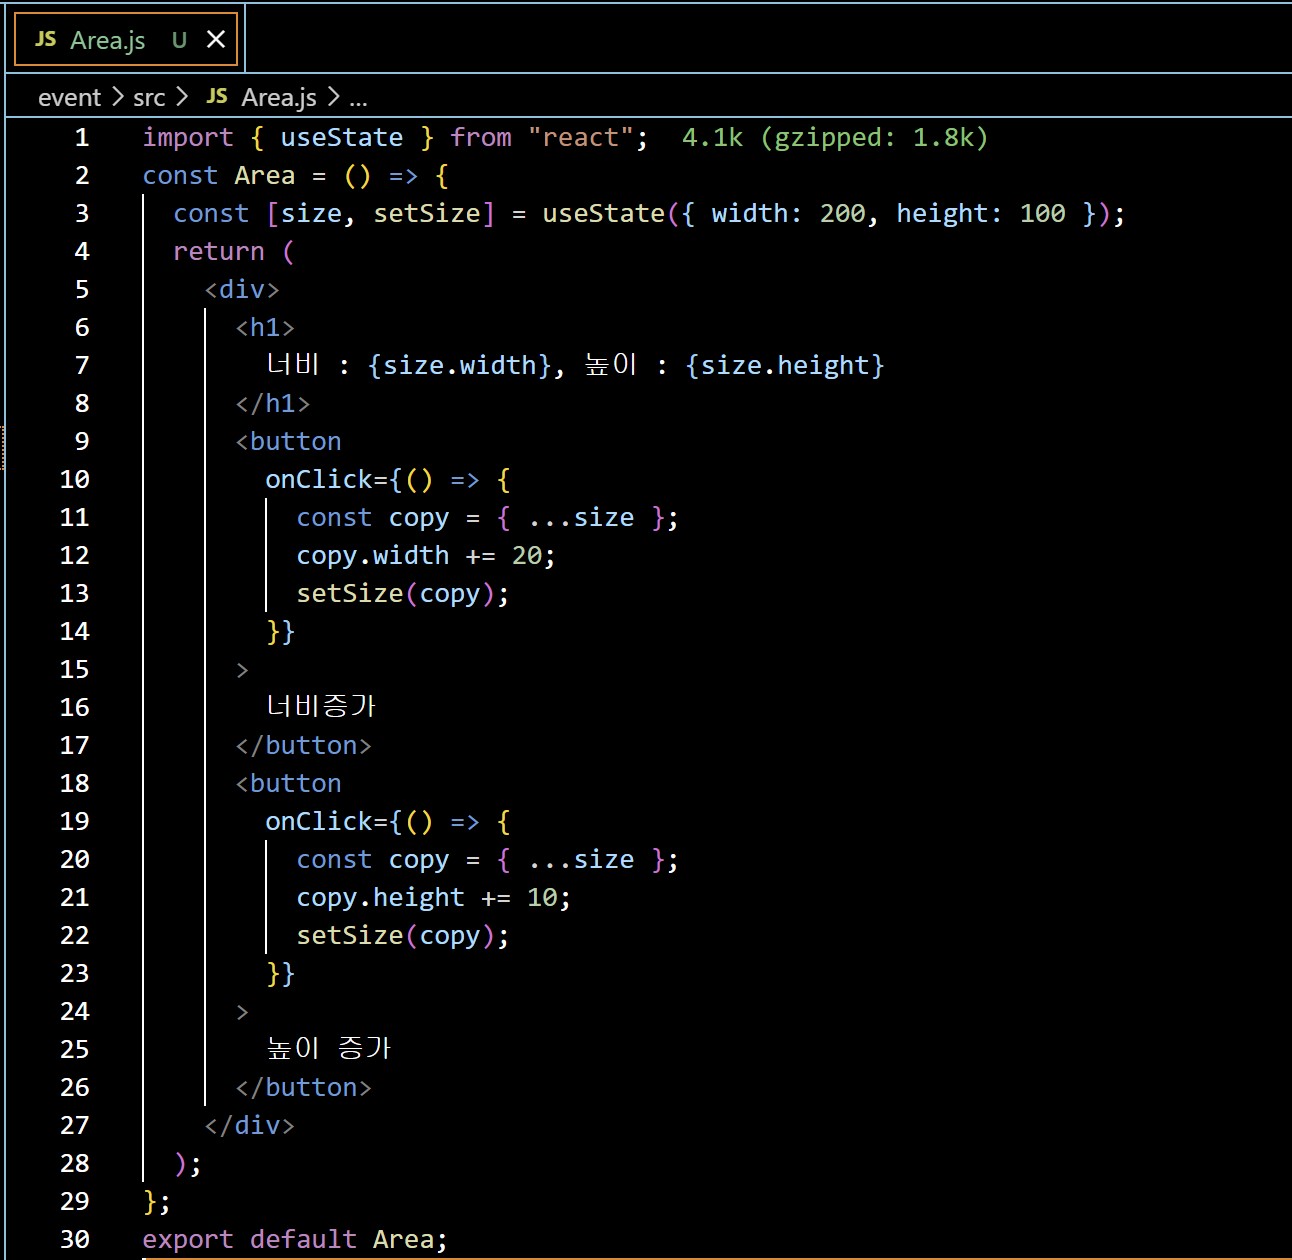 JS Area.js U ×
event > src > JS Area.js > ...
1 import { useState } from "react"; 4.1k (gzipped: 1.8k)
2 const Area = () => {
3   const [size, setSize] = useState({ width: 200, height: 100 });
4   return (
5     <div>
6       <h1>
7         너비 : {size.width}, 높이 : {size.height}
8       </h1>
9       <button
10         onClick={() => {
11           const copy = { ...size };
12           copy.width += 20;
13           setSize(copy);
14         }}
15       >
16         너비증가
17       </button>
18       <button
19         onClick={() => {
20           const copy = { ...size };
21           copy.height += 10;
22           setSize(copy);
23         }}
24       >
25         높이 증가
26       </button>
27     </div>
28   );
29 };
30 export default Area;